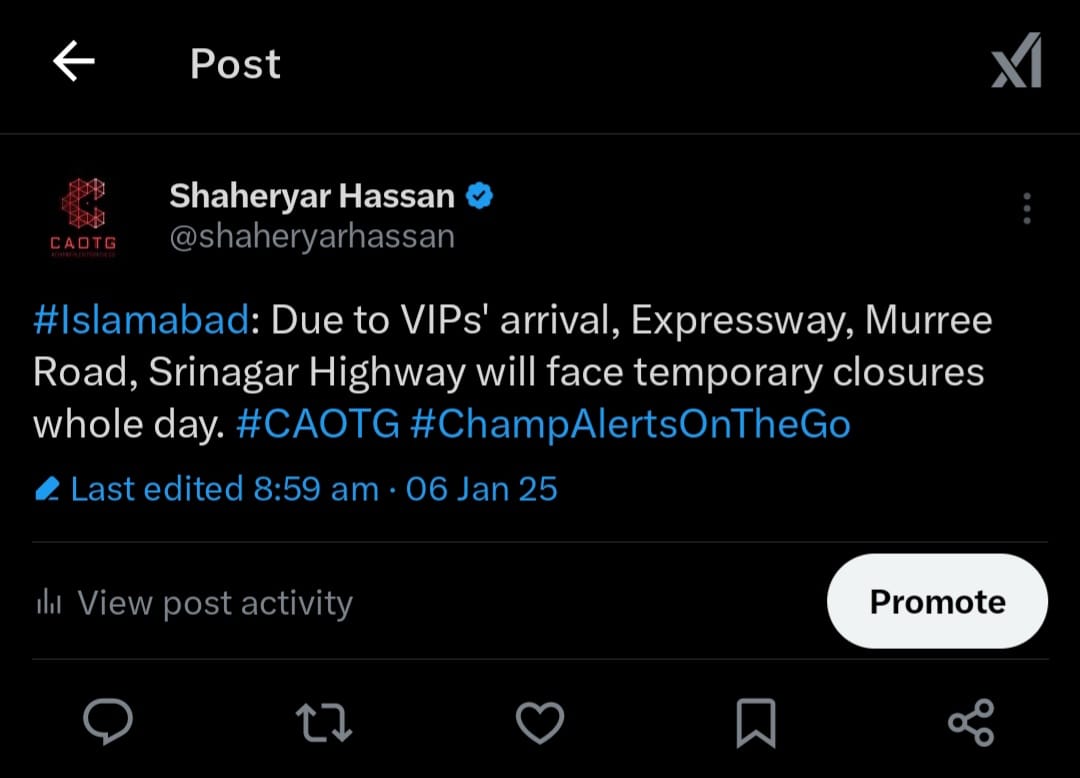 Post
Shaheryar Hassan
@shaheryarhassan
CAOTG
#Islamabad: Due to VIPs' arrival, Expressway, Murree
Road, Srinagar Highway will face temporary closures
whole day. #CAOTG #ChampAlertsOnTheGo
Last edited 8:59 am · 06 Jan 25
View post activity
Promote